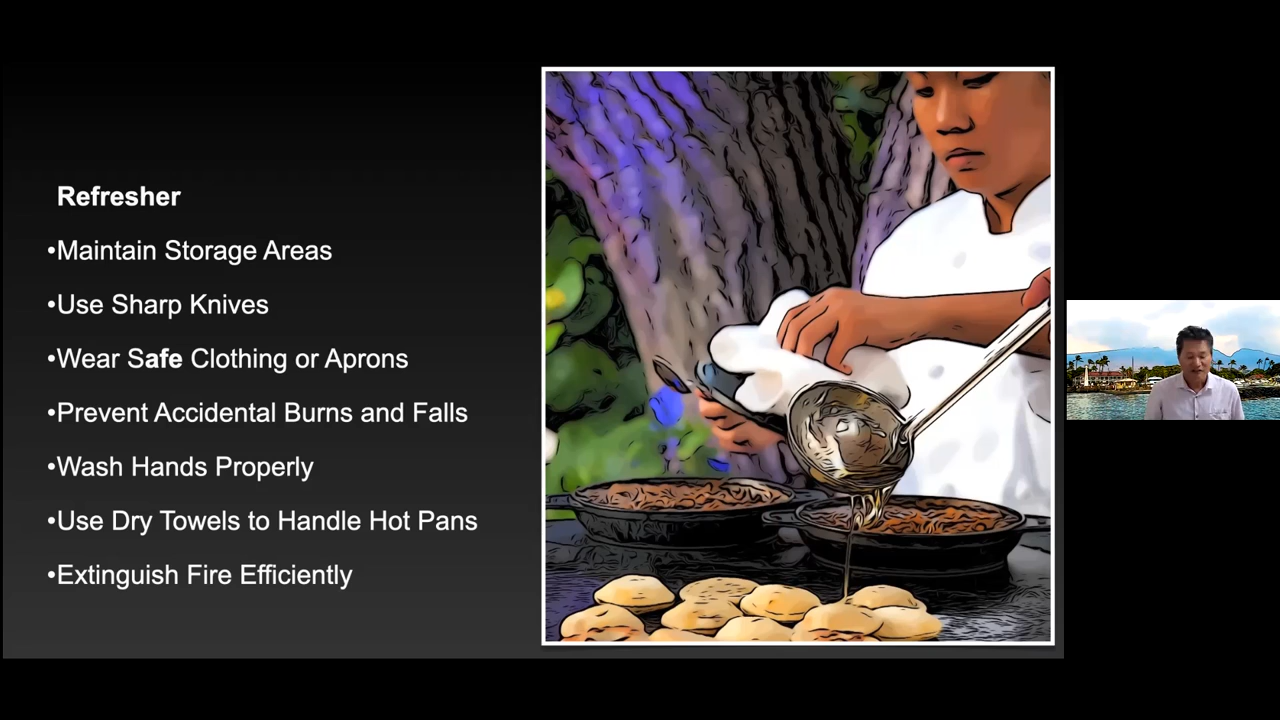 Refresher
•Maintain Storage Areas
•Use Sharp Knives
•Wear Safe Clothing or Aprons
•Prevent Accidental Burns and Falls
•Wash Hands Properly
•Use Dry Towels to Handle Hot Pans
•Extinguish Fire Efficiently